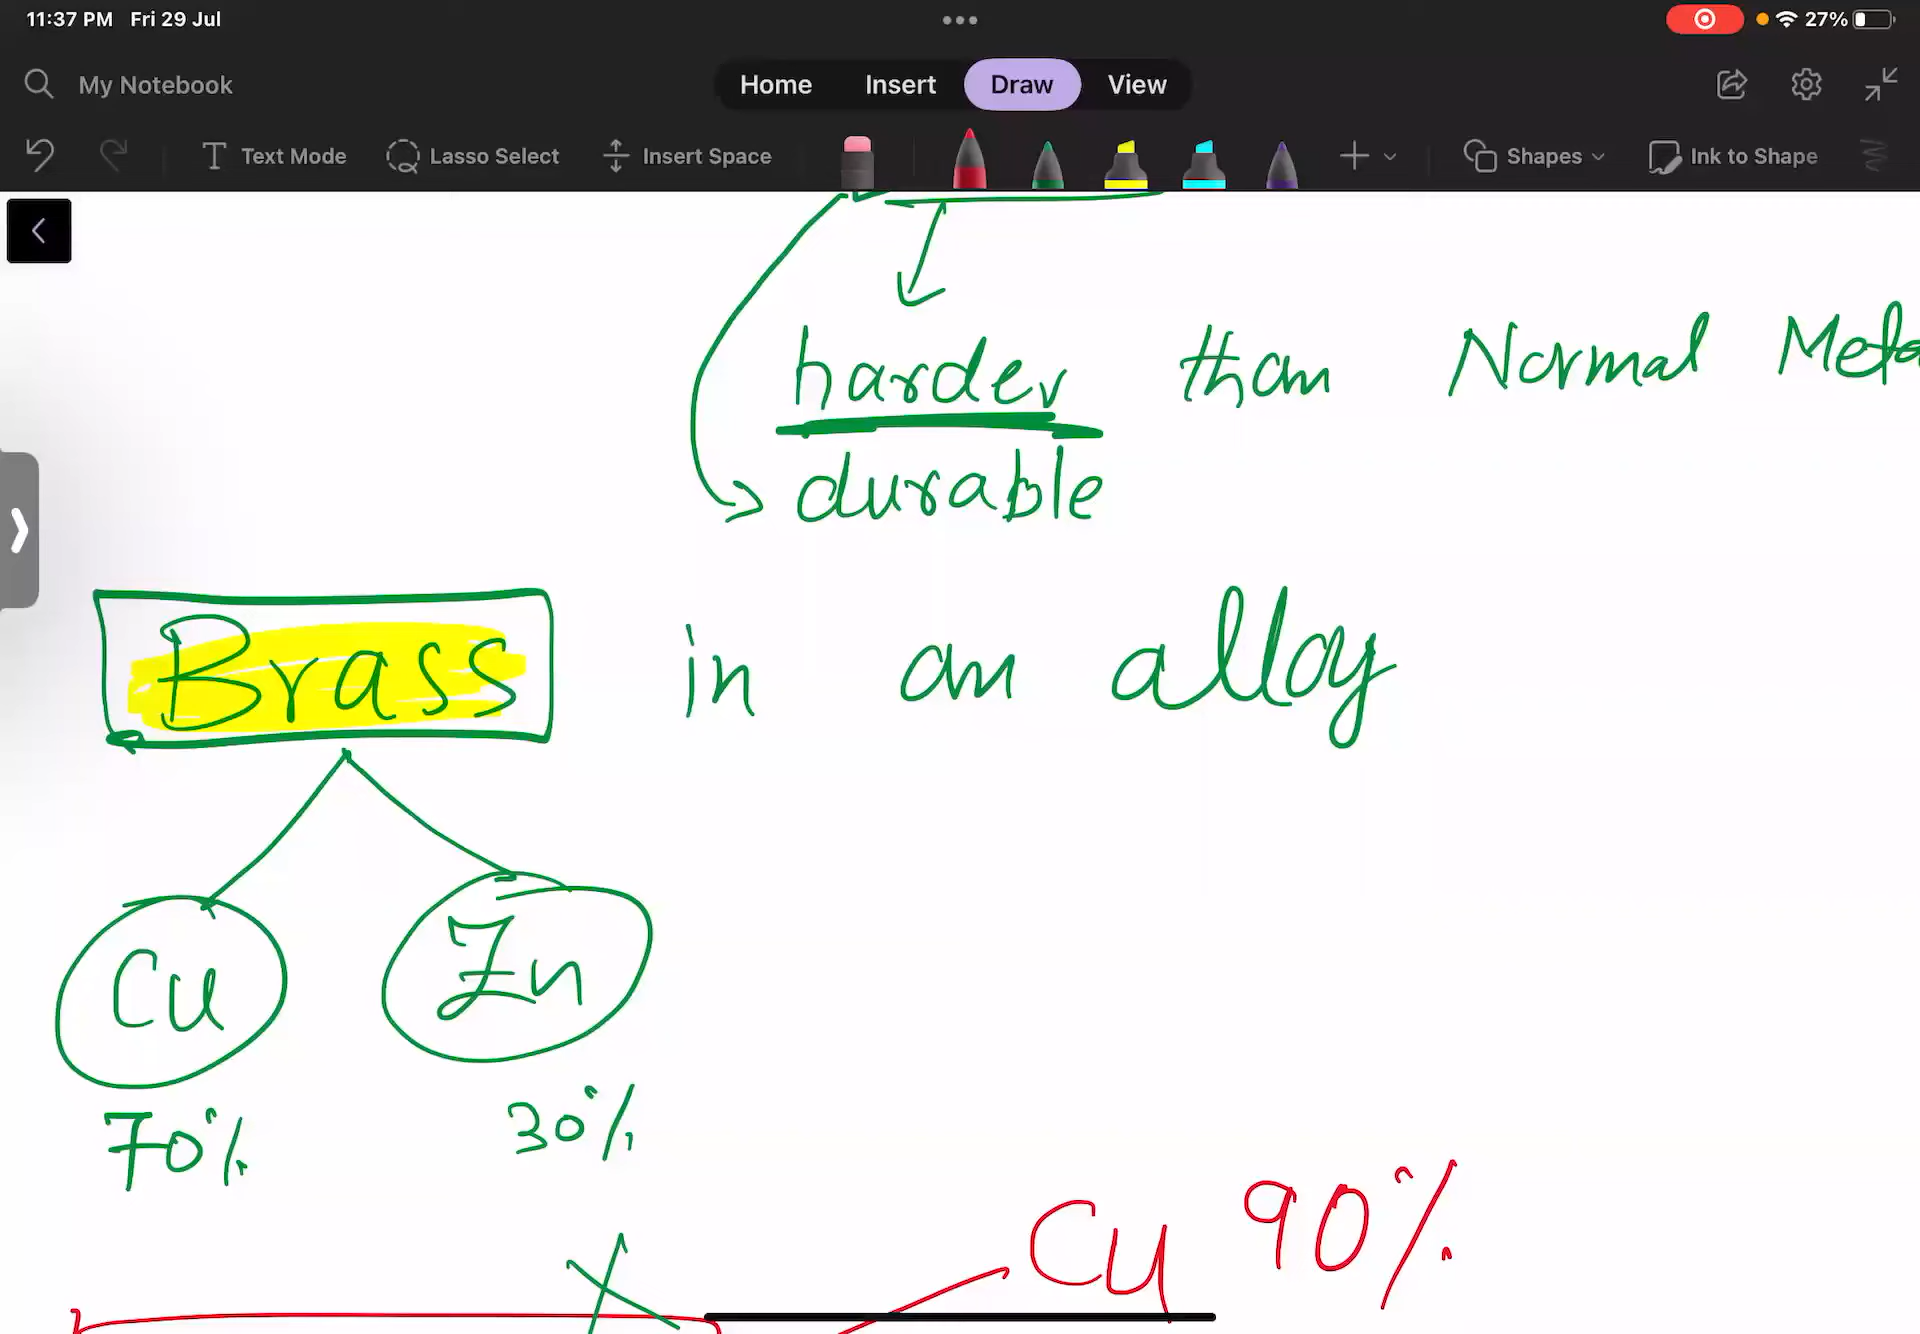 11:37 PM Fri 29 Jul 27%
My Notebook Home Insert Draw View
Text Mode Lasso Select Insert Space Shapes Ink to Shape
harder than Normal Meta
durable
Brass in an alloy
Cu Zn
70% 30%
Cu 90%